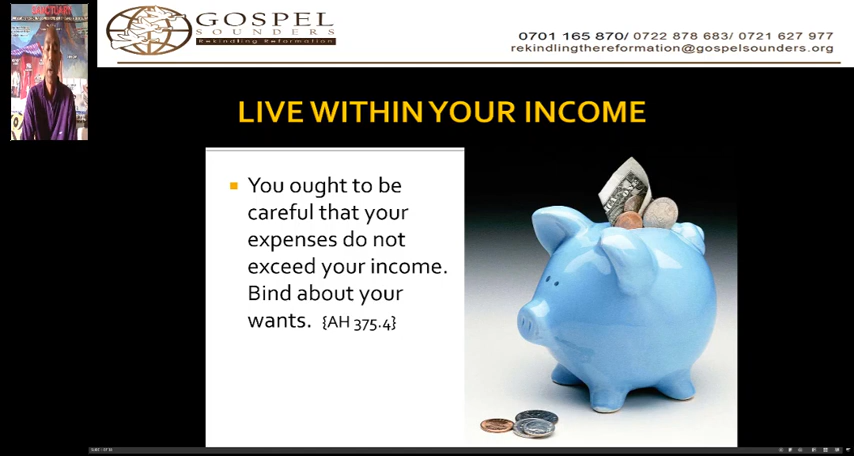 SANCTUARY
GOSPEL
SOUNDERS
Rekindling Reformation
0701 165 870/ 0722 878 683/ 0721 627 977
rekindlingthereformation@gospelsounders.org
LIVE WITHIN YOUR INCOME
You ought to be
careful that your
expenses do not
exceed your income.
Bind about your
wants. {AH 375.4}